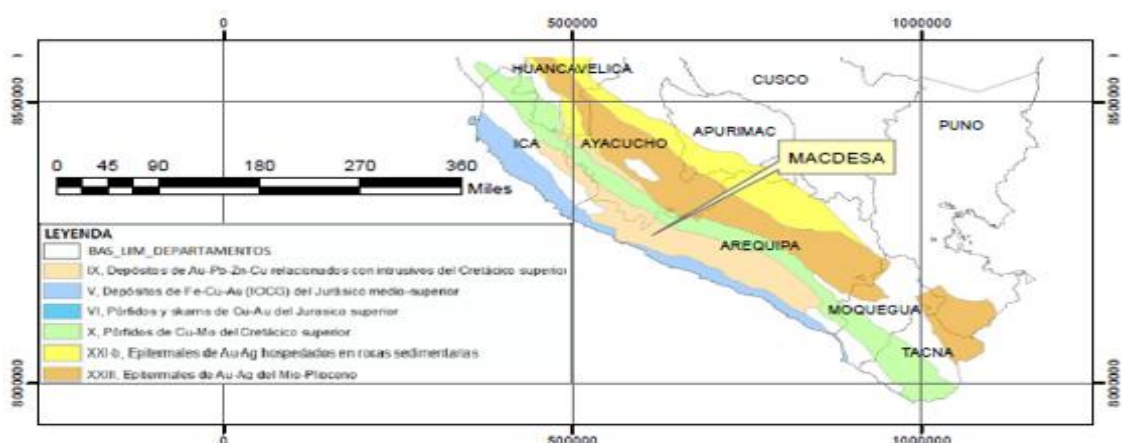 0 500000 1000000
HUANCAVELICA
CUSCO
8500000 8500000
PUNO
APURIMAC
ICA AYACUCHO
MACDESA
0 45 90 180 270 360
Miles
LEYENDA
BAS_LIM_DEPARTAMENTOS
IX, Depósitos de Au-Pb-Zn-Cu relacionados con intrusivos del Cretácico superior
AREQUIPA
V, Depósitos de Fe-Cu-Au (IOCG) del Jurásico medio-superior
VI, Pórfidos y skarns de Cu-Au del Jurasico superior
MOQUEGUA
X, Pórfidos de Cu-Mo del Cretácico superior
XXI-b, Epitermales de Au-Ag hospedados en rocas sedimentarias
TACNA
XXIII, Epitermales de Au-Ag del Mio-Plioceno
8000000 8000000
0 500000 1000000